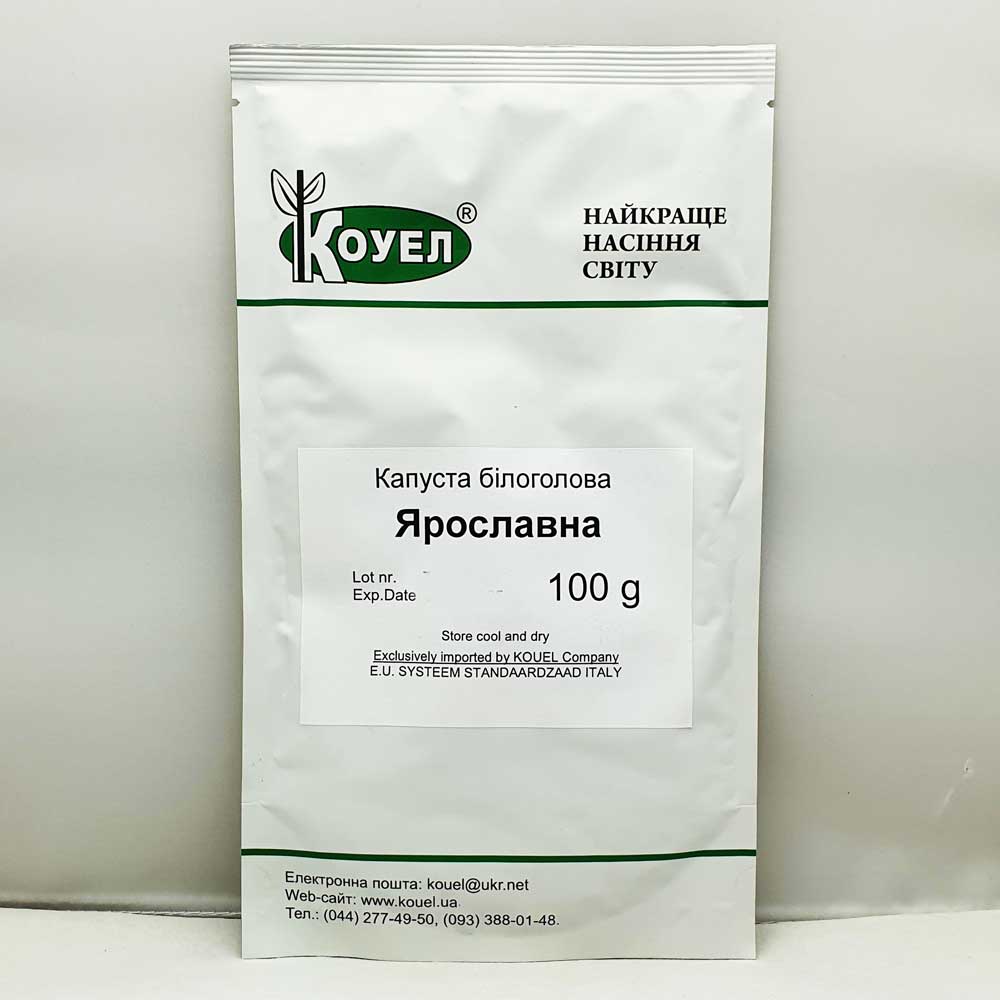 КОУЕЛ®
НАЙКРАЩЕ
НАСІННЯ
СВІТУ
Капуста білоголова
Ярославна
Lot nr.
Exp.Date
100 g
Store cool and dry
Exclusively imported by KOUEL Company
E.U. SYSTEEM STANDAARDZAAD ITALY
Електронна пошта: kouel@ukr.net
Web-сайт: www.kouel.ua
Тел.: (044) 277-49-50, (093) 388-01-48.